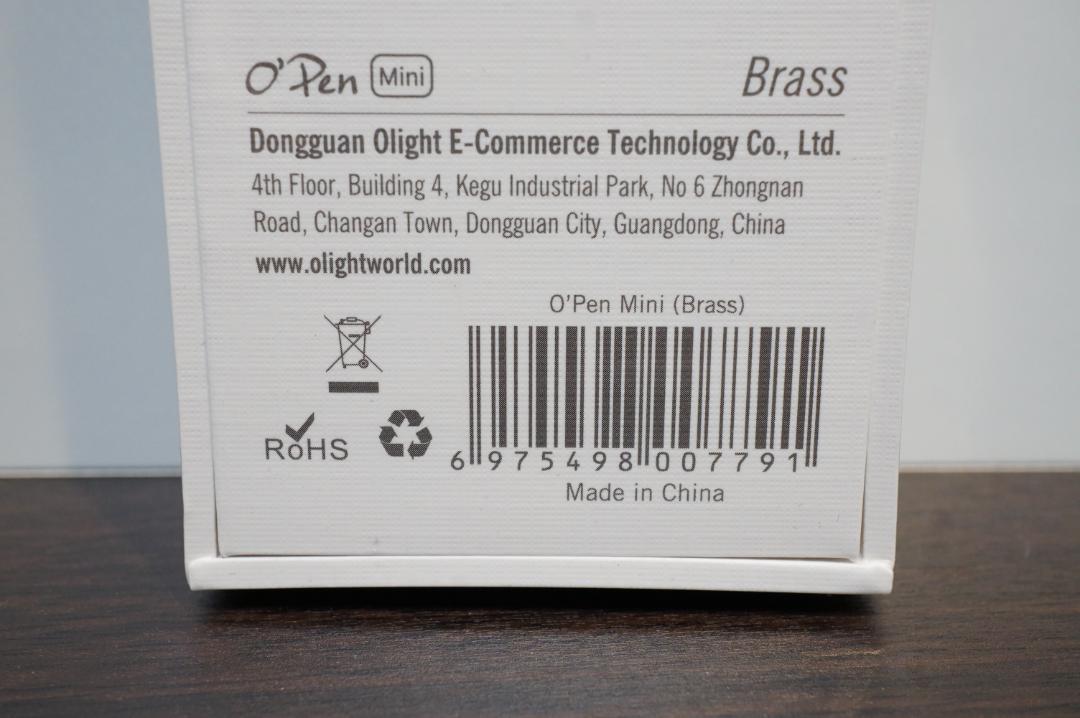 O'Pen Mini Brass
Dongguan Olight E-Commerce Technology Co., Ltd.
4th Floor, Building 4, Kegu Industrial Park, No 6 Zhongnan
Road, Changan Town, Dongguan City, Guangdong, China
www.olightworld.com
O'Pen Mini (Brass)
RoHS
6 975498 007791
Made in China